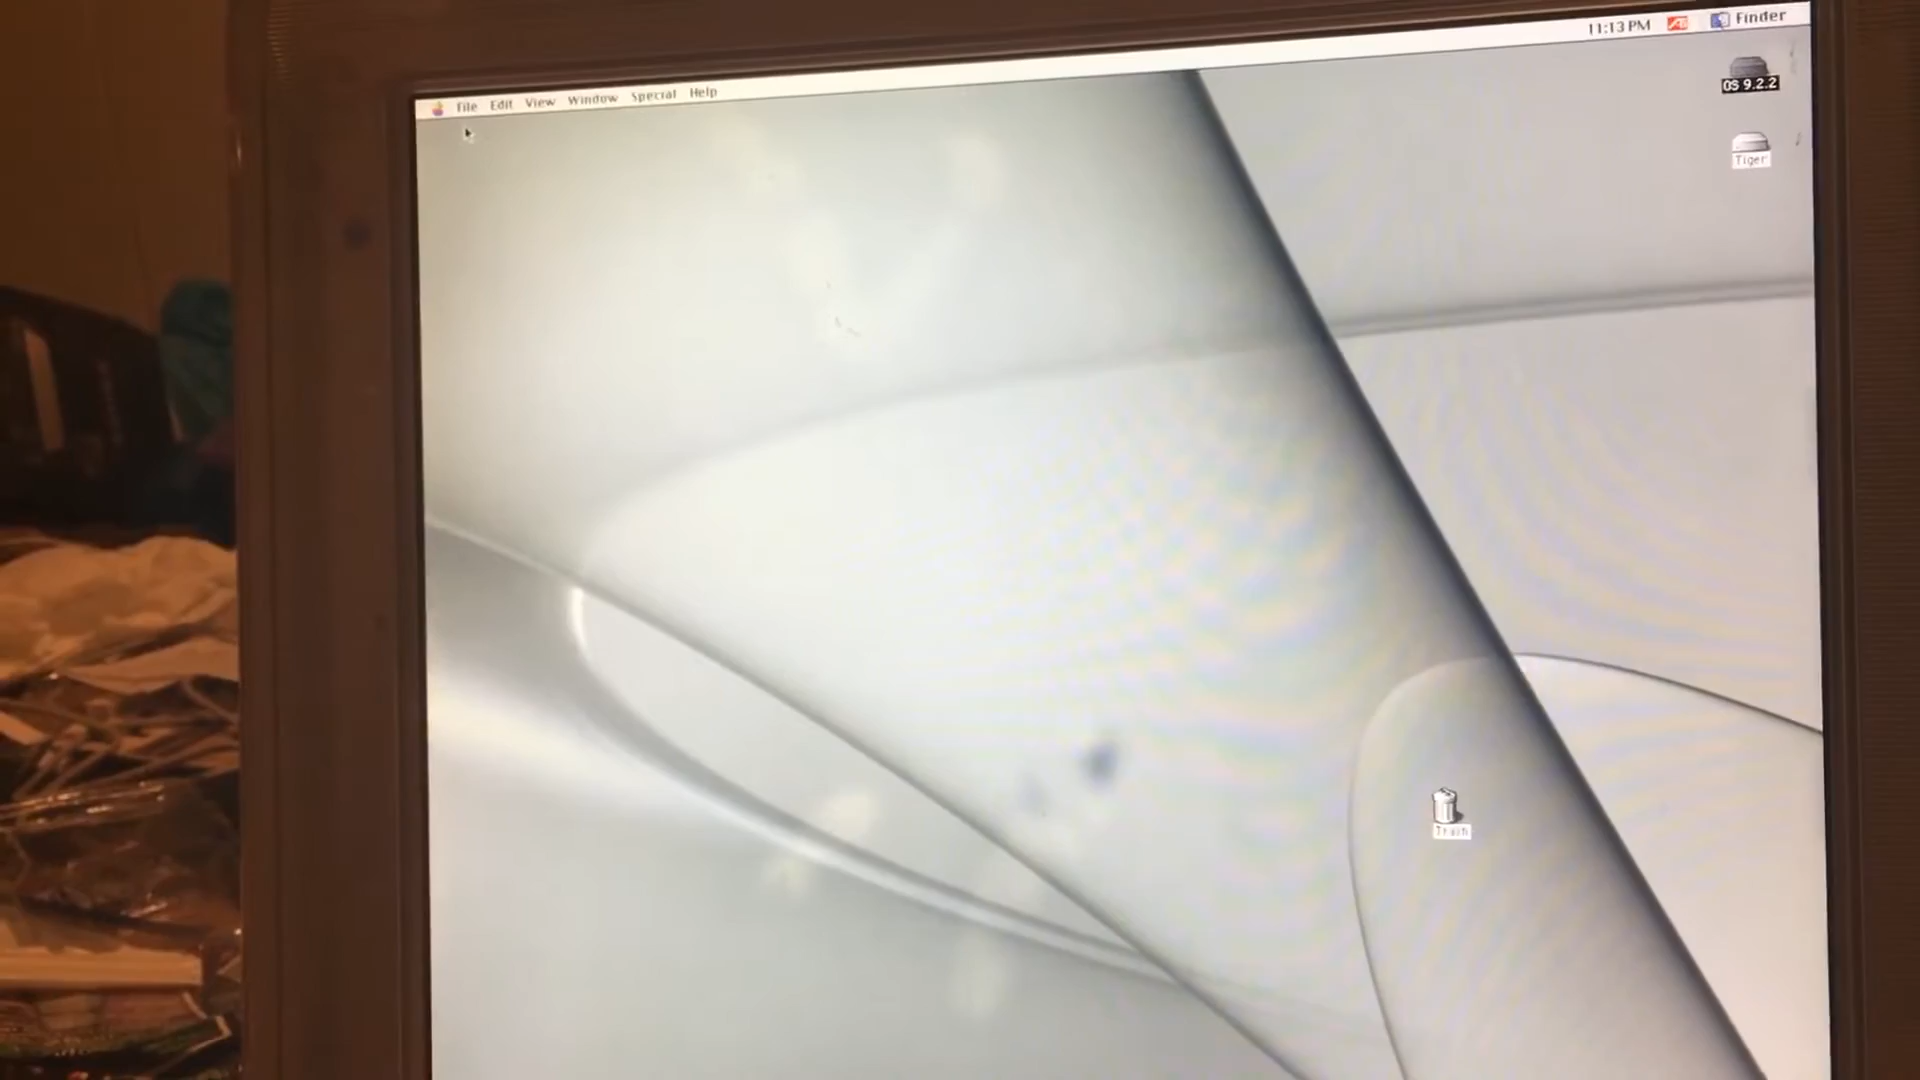 File Edit View Window Special Help
11:13 PM Finder
OS 9.2.2
Tiger
Trash